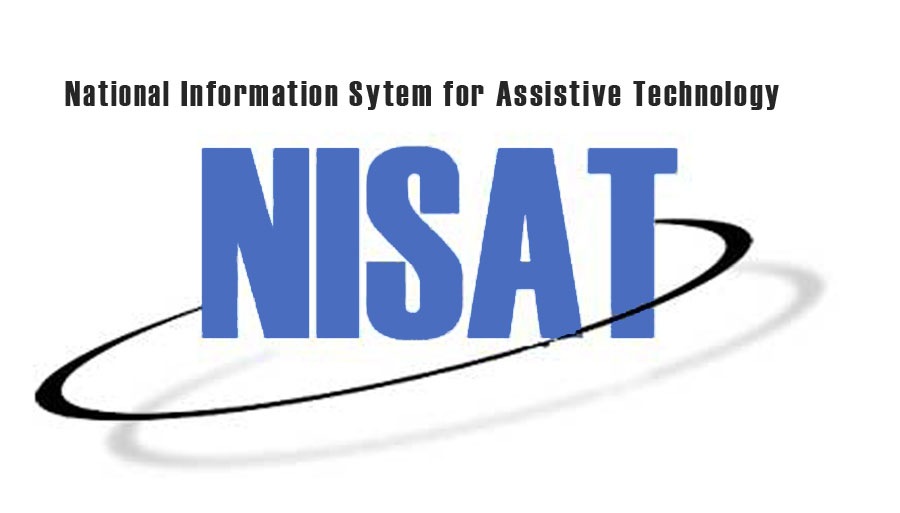 National Information Sytem for Assistive Technology
NISAT